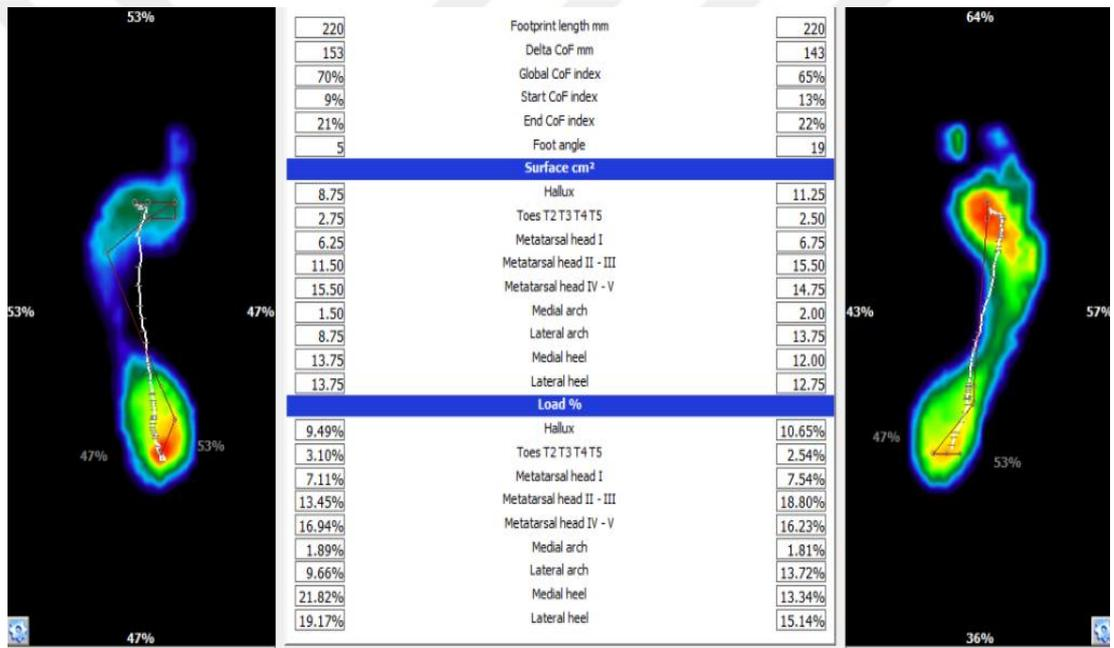 53% 64%
220 Footprint length mm 220
153 Delta CoF mm 143
70% Global CoF index 65%
9% Start CoF index 13%
21% End CoF index 22%
5 Foot angle 19
Surface cm²
8.75 Hallux 11.25
2.75 Toes T2 T3 T4 T5 2.50
6.25 Metatarsal head I 6.75
11.50 Metatarsal head II - III 15.50
15.50 Metatarsal head IV - V 14.75
53% 47% 1.50 Medial arch 2.00 43% 57%
8.75 Lateral arch 13.75
13.75 Medial heel 12.00
13.75 Lateral heel 12.75
Load %
9.49% Hallux 10.65%
47% 53% 3.10% Toes T2 T3 T4 T5 2.54% 47% 53%
7.11% Metatarsal head I 7.54%
13.45% Metatarsal head II - III 18.80%
16.94% Metatarsal head IV - V 16.23%
1.89% Medial arch 1.81%
9.66% Lateral arch 13.72%
21.82% Medial heel 13.34%
19.17% Lateral heel 15.14%
47% 36%